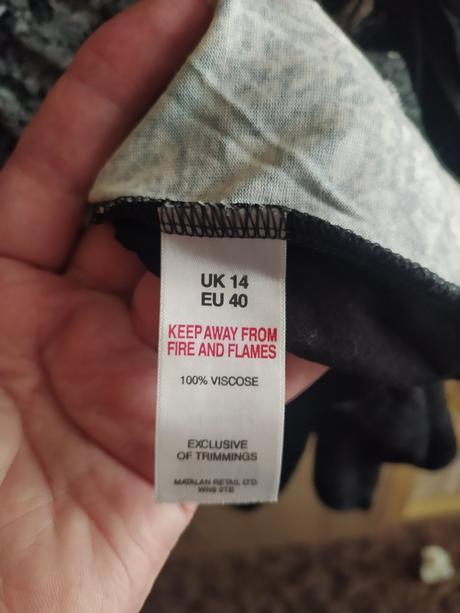 UK 14
EU 40
KEEP AWAY FROM
FIRE AND FLAMES
100% VISCOSE
EXCLUSIVE
OF TRIMMINGS
MATALAN RETAIL LTD